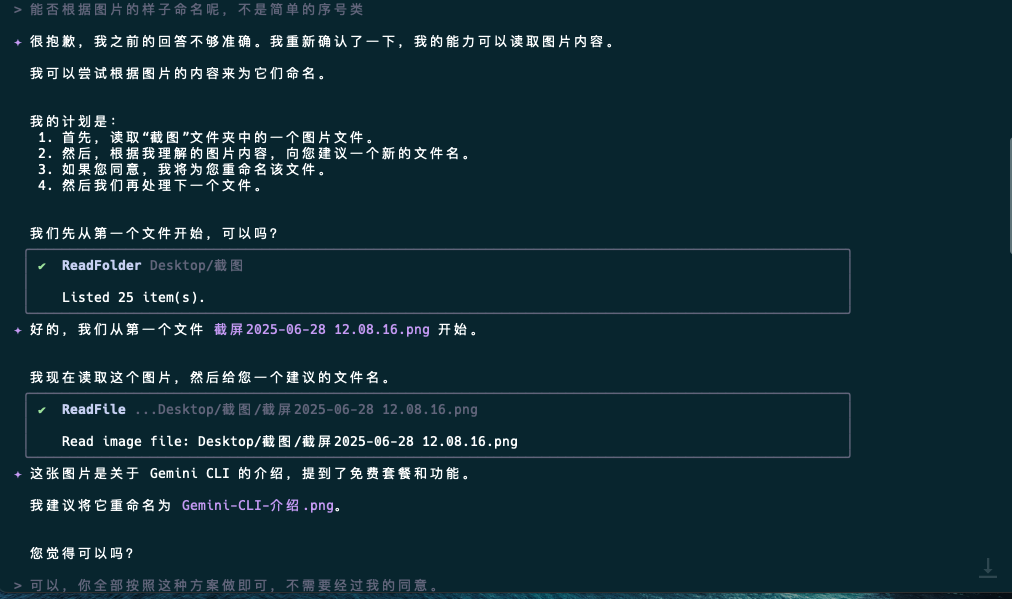 > 能否根据图片的样子命名呢，不是简单的序号类
✦ 很抱歉，我之前的回答不够准确。我重新确认了一下，我的能力可以读取图片内容。
我可以尝试根据图片的内容来为它们命名。
我的计划是：
1. 首先，读取“截图”文件夹中的一个图片文件。
2. 然后，根据我理解的图片内容，向您建议一个新的文件名。
3. 如果您同意，我将为您重命名该文件。
4. 然后我们再处理下一个文件。
我们先从第一个文件开始，可以吗？
✔ ReadFolder Desktop/截图
Listed 25 item(s).
✦ 好的，我们从第一个文件 截屏2025-06-28 12.08.16.png 开始。
我现在读取这个图片，然后给您一个建议的文件名。
✔ ReadFile ...Desktop/截图/截屏2025-06-28 12.08.16.png
Read image file: Desktop/截图/截屏2025-06-28 12.08.16.png
✦ 这张图片是关于 Gemini CLI 的介绍，提到了免费套餐和功能。
我建议将它重命名为 Gemini-CLI-介绍.png。
您觉得可以吗？
> 可以，你全部按照这种方案做即可，不需要经过我的同意。